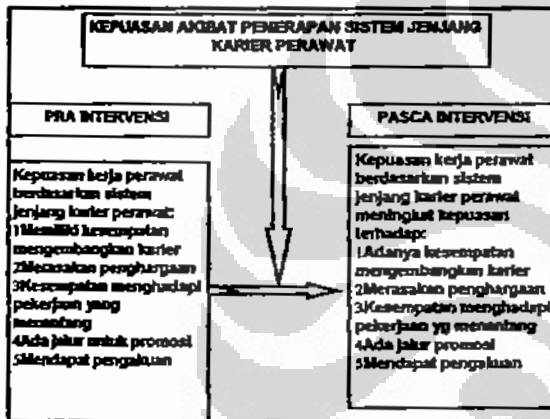 KEPUASAN AKIBAT PENERAPAN SISTEM JENJANG
KARIER PERAWAT
PRA INTERVENSI
Kepuasan kerja perawat
berdasarkan sistem
jenjang karier perawat:
1Memiliki kesempatan
mengembangkan karier
2Merasakan penghargaan
3Kesempatan menghadapi
pekerjaan yang
menantang
4Ada jalur untuk promosi
5Mendapat pengakuan
PASCA INTERVENSI
Kepuasan kerja perawat
berdasarkan sistem
jenjang karier perawat
meningkat kepuasan
terhadap:
1Adanya kesempatan
mengembangkan karier
2Merasakan penghargaan
3Kesempatan menghadapi
pekerjaan yg menantang
4Ada jalur promosi
5Mendapat pengakuan